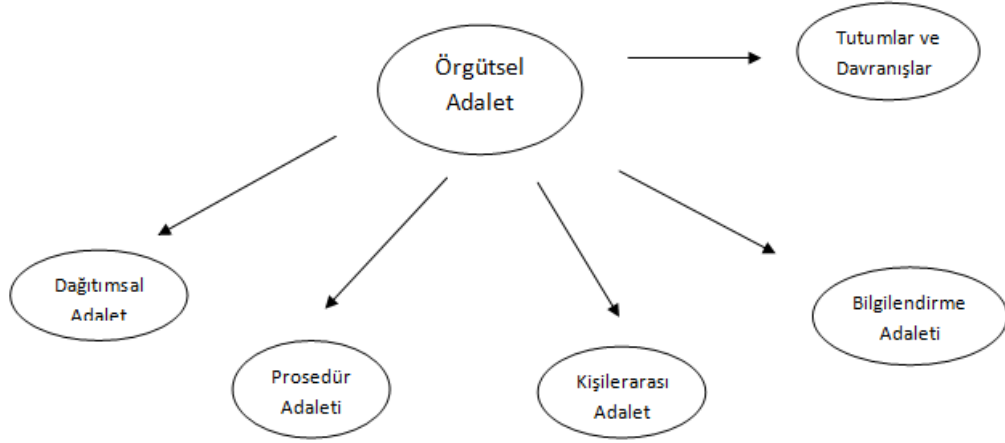 Örgütsel
Adalet
Tutumlar ve
Davranışlar
Dağıtımsal
Adalet
Bilgilendirme
Adaleti
Prosedür
Adaleti
Kişilerarası
Adalet